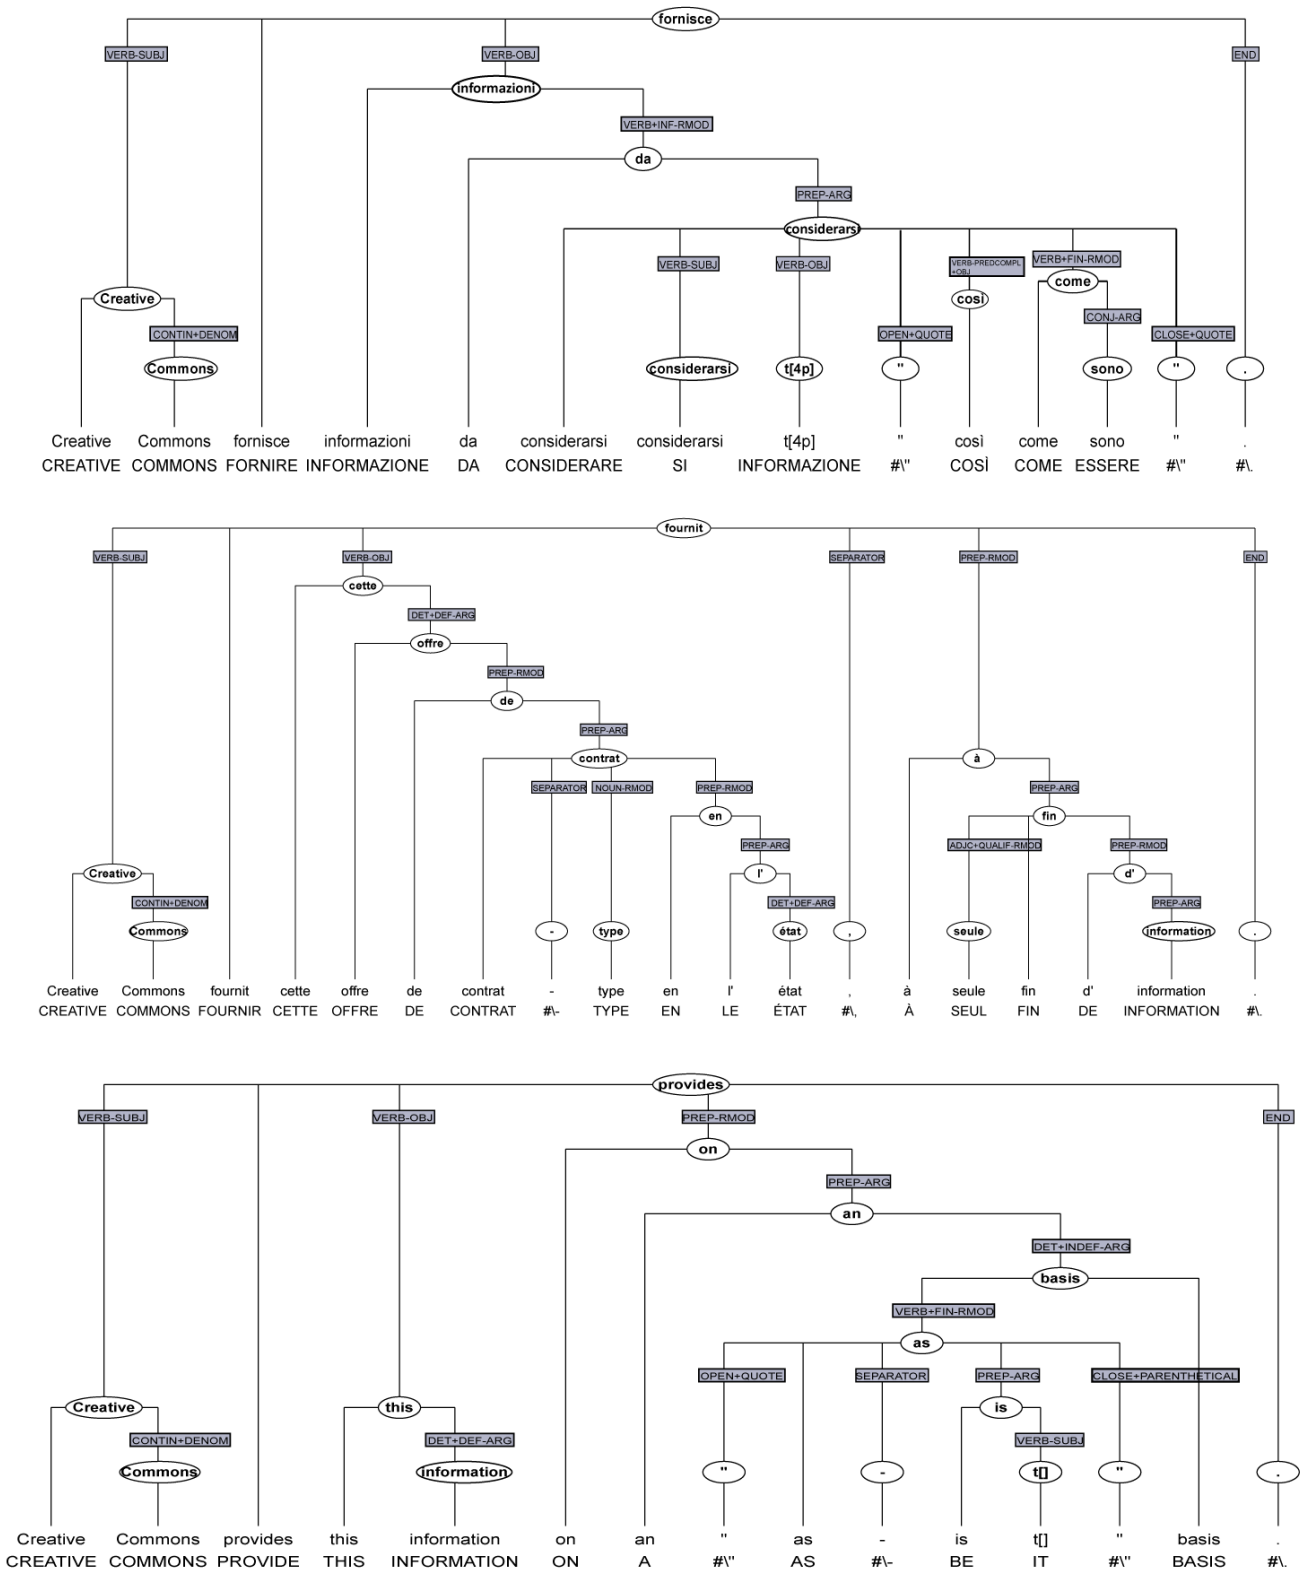 fornisce
VERB-SUBJ VERB-OBJ END
informazioni
VERB+INF-RMOD
da
PREP-ARG
considerarsi
VERB-SUBJ VERB-OBJ VERB-PREDCOMPL +OBJ VERB+FIN-RMOD
Creative così come
CONTIN+DENOM OPEN+QUOTE CONJ-ARG CLOSE+QUOTE
Commons considerarsi t[4p] " sono " .
Creative Commons fornisce informazioni da considerarsi considerarsi t[4p] " così come sono " .
CREATIVE COMMONS FORNIRE INFORMAZIONE DA CONSIDERARE SI INFORMAZIONE #\" COSÌ COME ESSERE #\" #\.
fournit
VERB-SUBJ VERB-OBJ SEPARATOR PREP-RMOD END
cette
DET+DEF-ARG
offre
PREP-RMOD
de
PREP-ARG
contrat à
SEPARATOR NOUN-RMOD PREP-RMOD PREP-ARG
en fin
PREP-ARG ADJC+QUALIF-RMOD PREP-RMOD
Creative l' d'
CONTIN+DENOM DET+DEF-ARG PREP-ARG
Commons - type état , seule information .
Creative Commons fournit cette offre de contrat - type en l' état , à seule fin d' information .
CREATIVE COMMONS FOURNIR CETTE OFFRE DE CONTRAT #\- TYPE EN LE ÉTAT #\, À SEUL FIN DE INFORMATION #\.
provides
VERB-SUBJ VERB-OBJ PREP-RMOD END
on
PREP-ARG
an
DET+INDEF-ARG
basis
VERB+FIN-RMOD
as
OPEN+QUOTE SEPARATOR PREP-ARG CLOSE+PARENTHETICAL
Creative this is
CONTIN+DENOM DET+DEF-ARG VERB-SUBJ
Commons information " - t[] " .
Creative Commons provides this information on an " as - is t[] " basis .
CREATIVE COMMONS PROVIDE THIS INFORMATION ON A #\" AS #\- BE IT #\" BASIS #\.